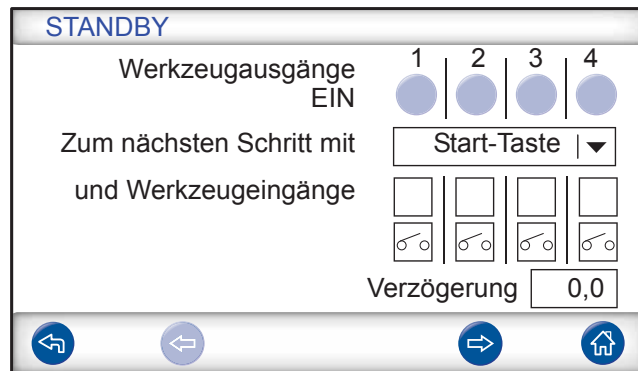 STANDBY
Werkzeugausgänge
EIN
1 2 3 4
Zum nächsten Schritt mit
Start-Taste
und Werkzeugeingänge
Verzögerung 0,0